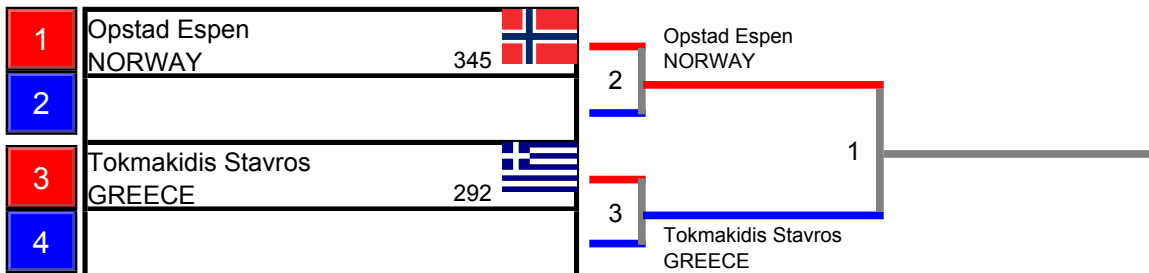 1
Opstad Espen
NORWAY 345
2
3
Tokmakidis Stavros
GREECE 292
4
2
3
Opstad Espen
NORWAY
1
Tokmakidis Stavros
GREECE